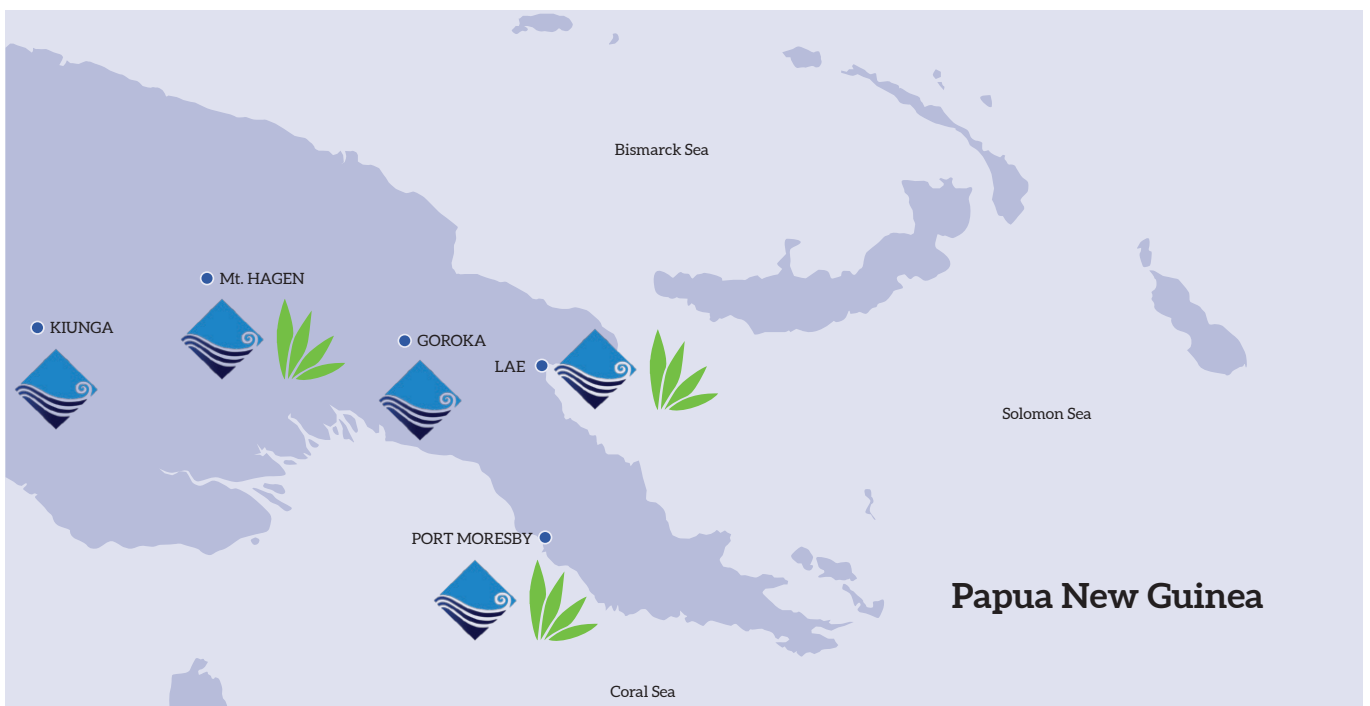 Bismarck Sea
Mt. HAGEN
KIUNGA
GOROKA
LAE
Solomon Sea
PORT MORESBY
Papua New Guinea
Coral Sea